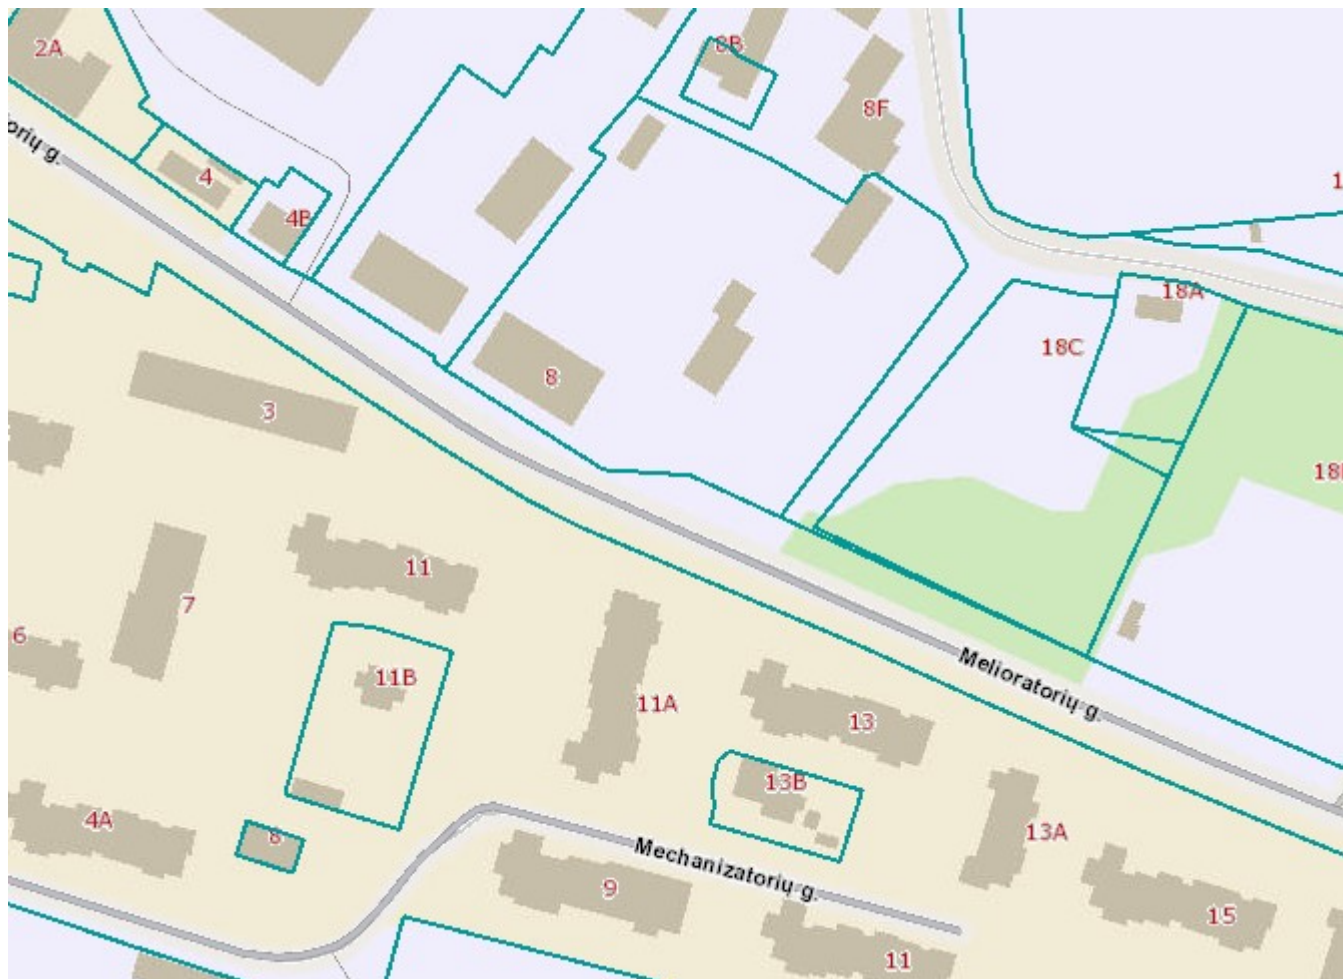 2A
8B
8F
orių g.
4
4B
18A
18C
8
3
18
11
7
6
11B
11A
Melioratorių g.
13
13B
4A
8
13A
Mechanizatorių g.
9
15
11